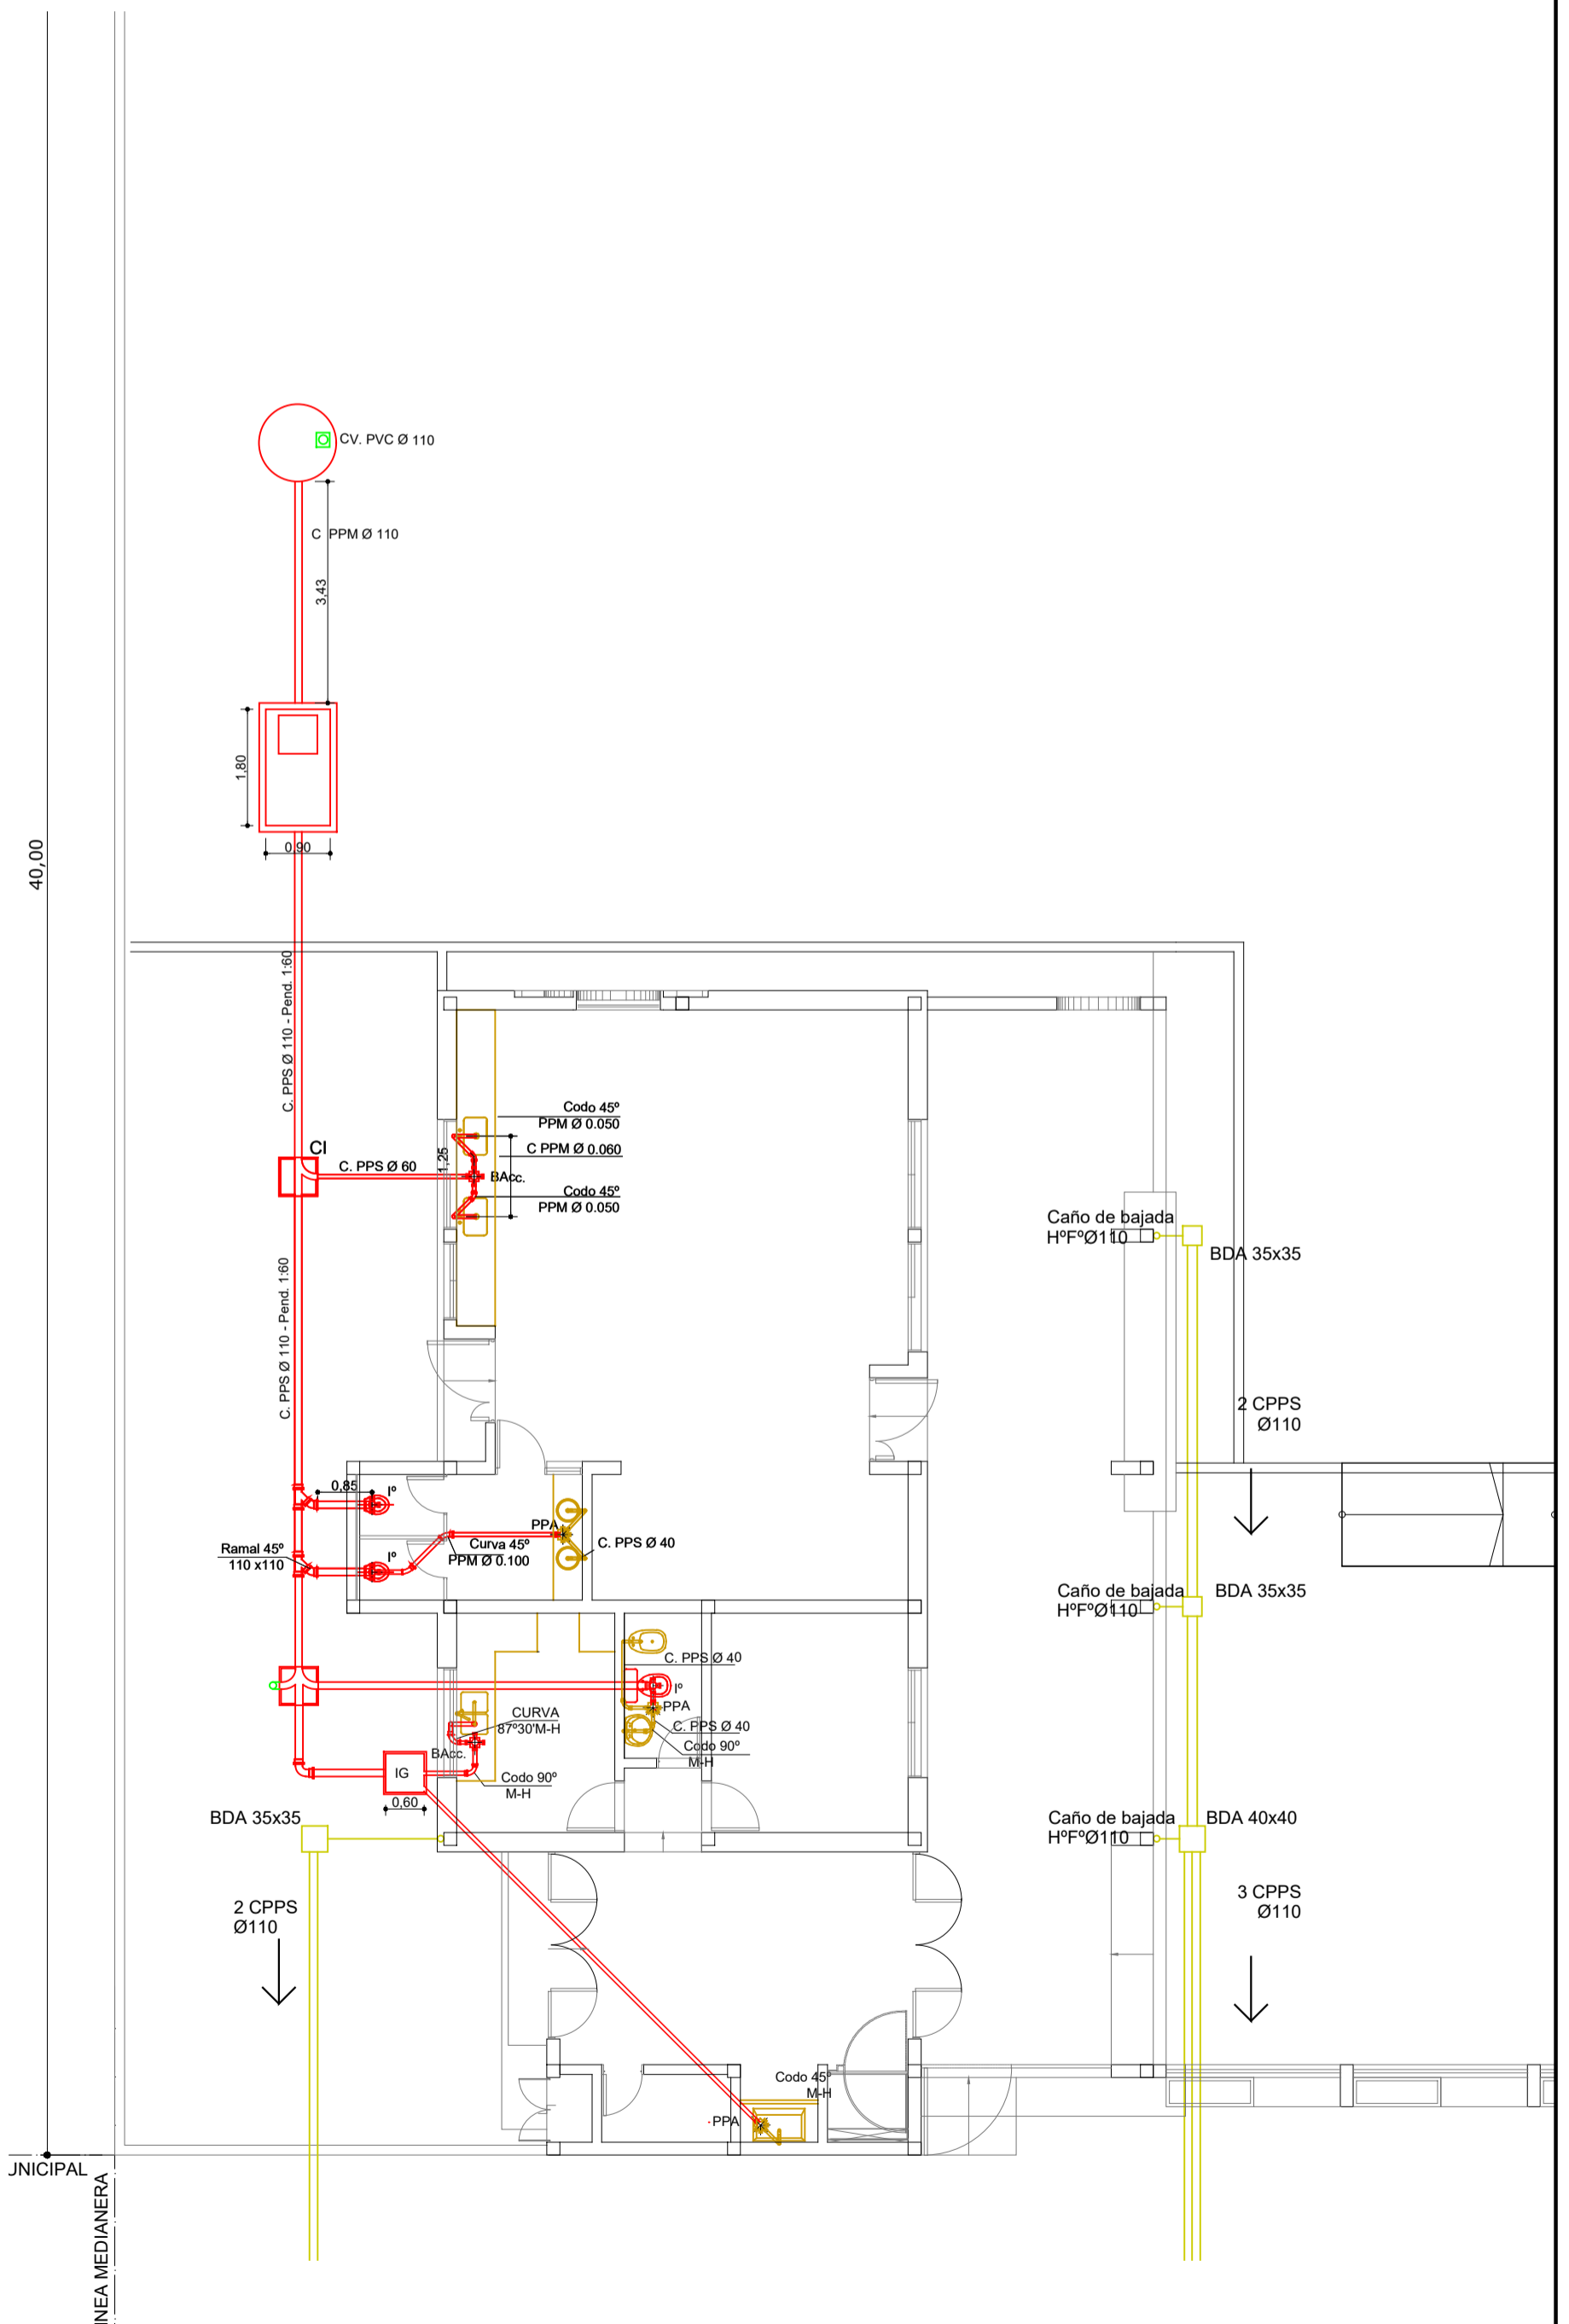 CV. PVC Ø 110
C PPM Ø 110
3,43
1,80
0,90
40,00
C. PPS Ø 110 - Pend. 1:60
CI
C. PPS Ø 60
1,25
Codo 45º
PPM Ø 0.050
C PPM Ø 0.060
BAcc.
Codo 45º
PPM Ø 0.050
Caño de bajada
HºFºØ110
BDA 35x35
C. PPS Ø 110 - Pend. 1:60
2 CPPS
Ø110
0,85
Iº
PPA
Curva 45º
PPM Ø 0.100
C. PPS Ø 40
Ramal 45º
110 x110
Iº
Caño de bajada
HºFºØ110
BDA 35x35
C. PPS Ø 40
Iº
PPA
CURVA
87º30'M-H
C. PPS Ø 40
Codo 90º
M-H
BAcc.
IG
Codo 90º
M-H
0,60
BDA 35x35
Caño de bajada
HºFºØ110
BDA 40x40
2 CPPS
Ø110
3 CPPS
Ø110
Codo 45º
M-H
PPA
UNICIPAL
INEA MEDIANERA